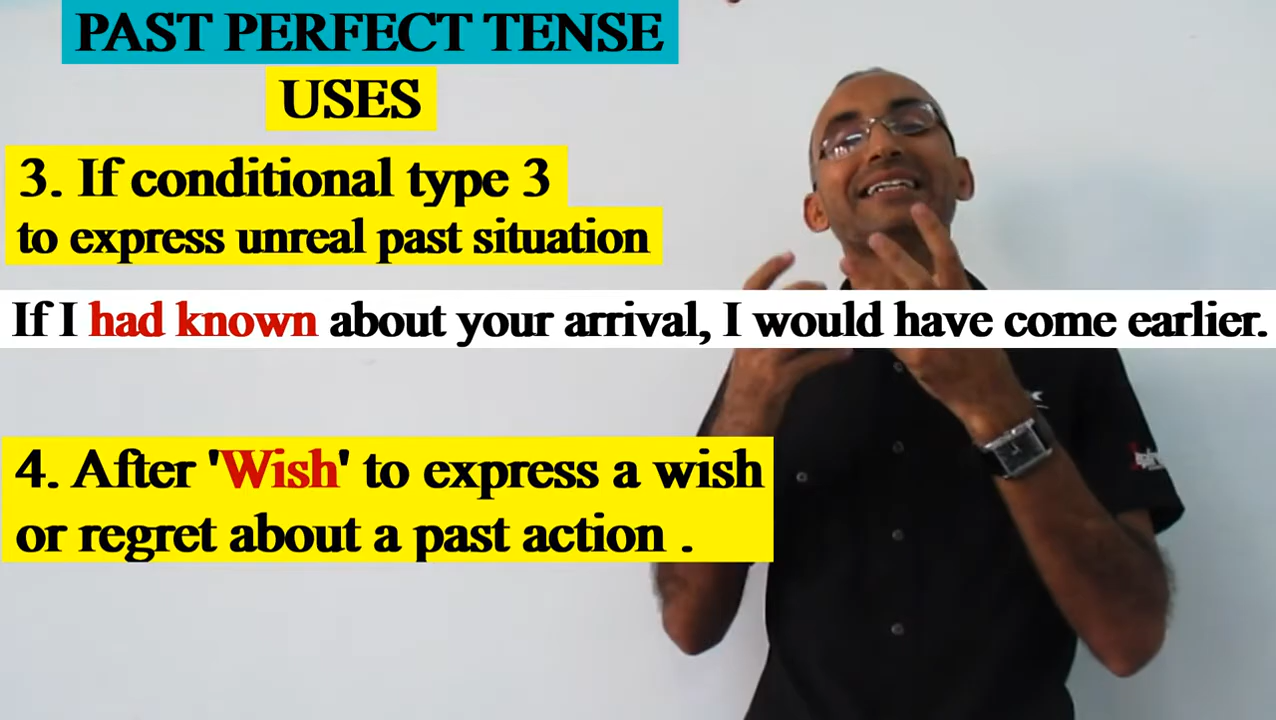 PAST PERFECT TENSE
USES
3. If conditional type 3
to express unreal past situation
If I had known about your arrival, I would have come earlier.
4. After 'Wish' to express a wish
or regret about a past action .